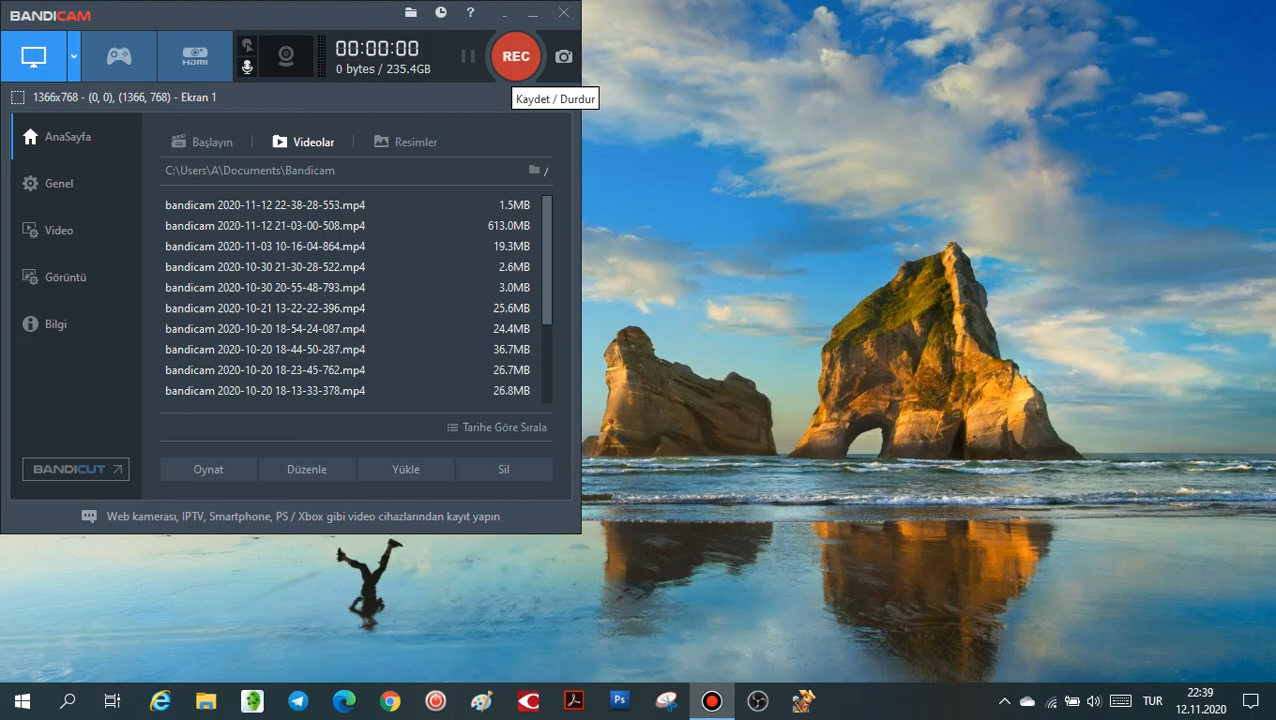 BANDICAM
?
HDMI
00:00:00
0 bytes / 235.4GB
REC
Kaydet / Durdur
1366x768 - (0, 0), (1366, 768) - Ekran 1
AnaSayfa
Genel
Video
Görüntü
Bilgi
BANDICUT
Başlayın
Videolar
Resimler
C:\Users\A\Documents\Bandicam
/
bandicam 2020-11-12 22-38-28-553.mp4 1.5MB
bandicam 2020-11-12 21-03-00-508.mp4 613.0MB
bandicam 2020-11-03 10-16-04-864.mp4 19.3MB
bandicam 2020-10-30 21-30-28-522.mp4 2.6MB
bandicam 2020-10-30 20-55-48-793.mp4 3.0MB
bandicam 2020-10-21 13-22-22-396.mp4 25.6MB
bandicam 2020-10-20 18-54-24-087.mp4 24.4MB
bandicam 2020-10-20 18-44-50-287.mp4 36.7MB
bandicam 2020-10-20 18-23-45-762.mp4 26.7MB
bandicam 2020-10-20 18-13-33-378.mp4 26.8MB
Tarihe Göre Sırala
Oynat Düzenle Yükle Sil
Web kamerası, IPTV, Smartphone, PS / Xbox gibi video cihazlarından kayıt yapın
Ps
TUR
22:39
12.11.2020